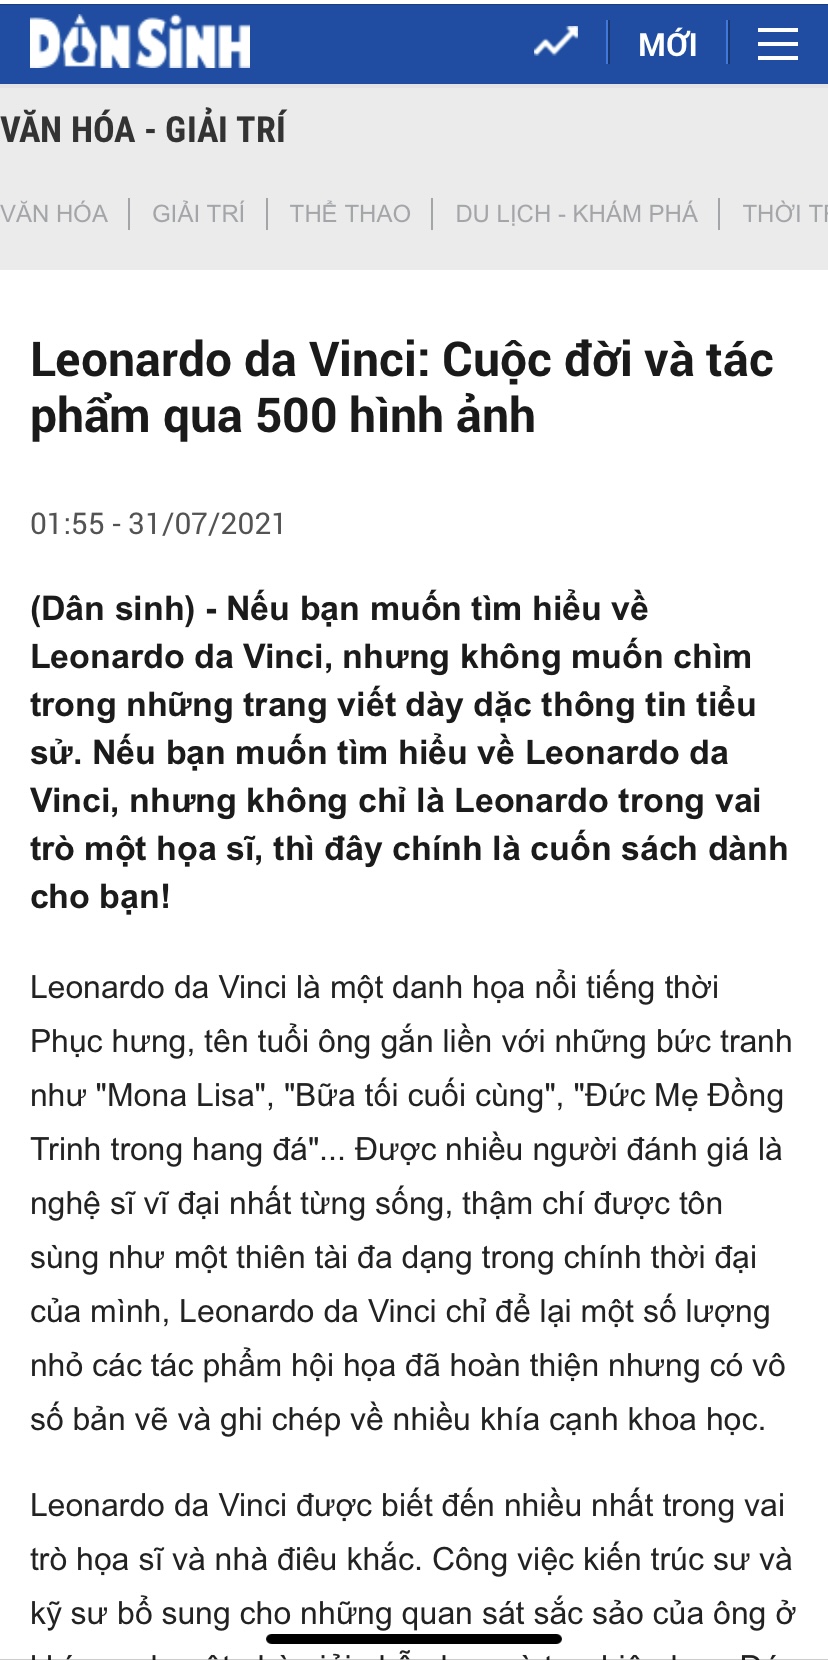 DÂN SINH
MỚI
VĂN HÓA - GIẢI TRÍ
VĂN HÓA | GIẢI TRÍ | THỂ THAO | DU LỊCH - KHÁM PHÁ | THỜI TR
Leonardo da Vinci: Cuộc đời và tác
phẩm qua 500 hình ảnh
01:55 - 31/07/2021
(Dân sinh) - Nếu bạn muốn tìm hiểu về
Leonardo da Vinci, nhưng không muốn chìm
trong những trang viết dày dặc thông tin tiểu
sử. Nếu bạn muốn tìm hiểu về Leonardo da
Vinci, nhưng không chỉ là Leonardo trong vai
trò một họa sĩ, thì đây chính là cuốn sách dành
cho bạn!
Leonardo da Vinci là một danh họa nổi tiếng thời
Phục hưng, tên tuổi ông gắn liền với những bức tranh
như "Mona Lisa", "Bữa tối cuối cùng", "Đức Mẹ Đồng
Trinh trong hang đá"... Được nhiều người đánh giá là
nghệ sĩ vĩ đại nhất từng sống, thậm chí được tôn
sùng như một thiên tài đa dạng trong chính thời đại
của mình, Leonardo da Vinci chỉ để lại một số lượng
nhỏ các tác phẩm hội họa đã hoàn thiện nhưng có vô
số bản vẽ và ghi chép về nhiều khía cạnh khoa học.
Leonardo da Vinci được biết đến nhiều nhất trong vai
trò họa sĩ và nhà điêu khắc. Công việc kiến trúc sư và
kỹ sư bổ sung cho những quan sát sắc sảo của ông ở